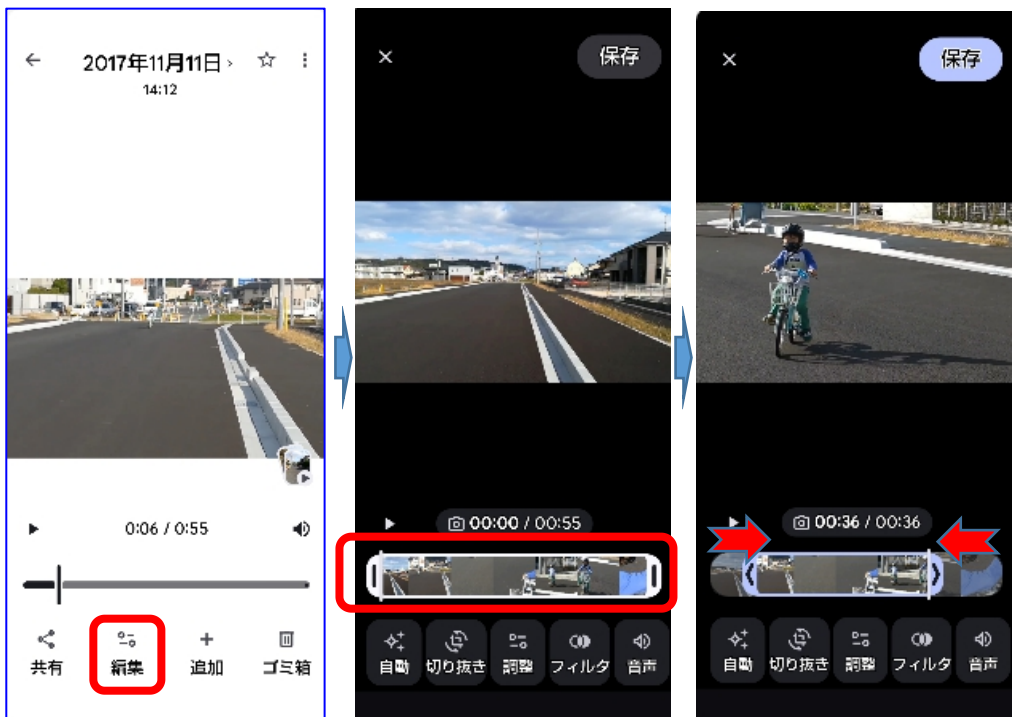 2017年11月11日
14:12
0:06 / 0:55
共有
編集
追加
ゴミ箱
保存
00:00 / 00:55
自動
切り抜き
調整
フィルタ
音声
保存
00:36 / 00:36
自動
切り抜き
調整
フィルタ
音声